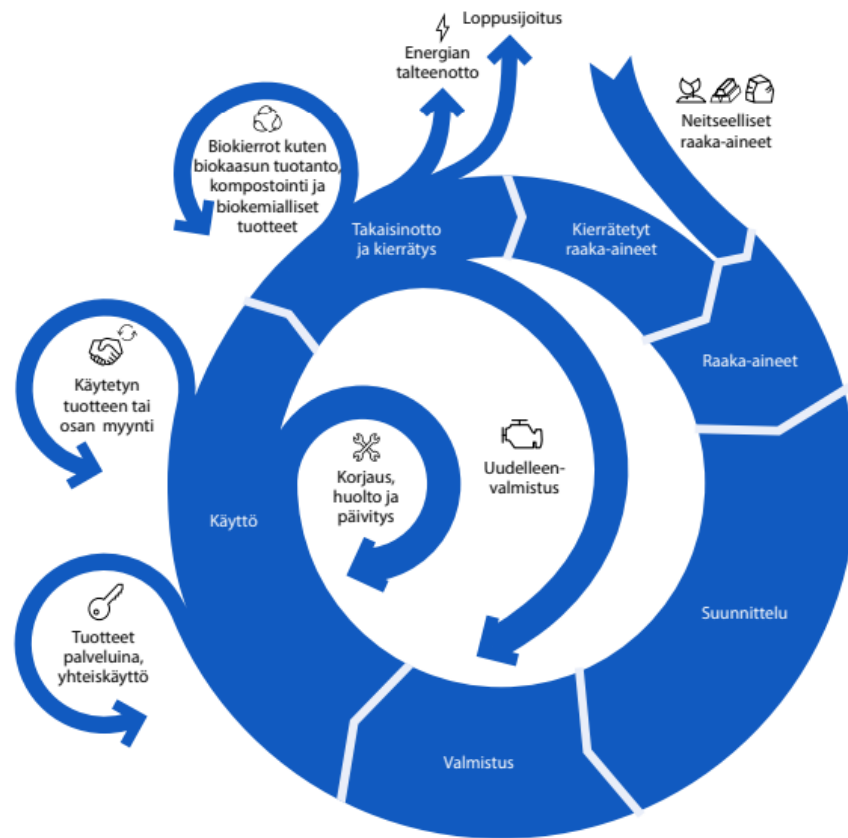 Loppusijoitus
Energian
talteenotto
Neitseelliset
raaka-aineet
Biokierrot kuten
biokaasun tuotanto,
kompostointi ja
biokemialliset
tuotteet
Takaisinotto
ja kierrätys
Kierrätetyt
raaka-aineet
Raaka-aineet
Käytetyn
tuotteen tai
osan myynti
Korjaus,
huolto ja
päivitys
Uudelleen-
valmistus
Käyttö
Suunnittelu
Tuotteet
palveluina,
yhteiskäyttö
Valmistus